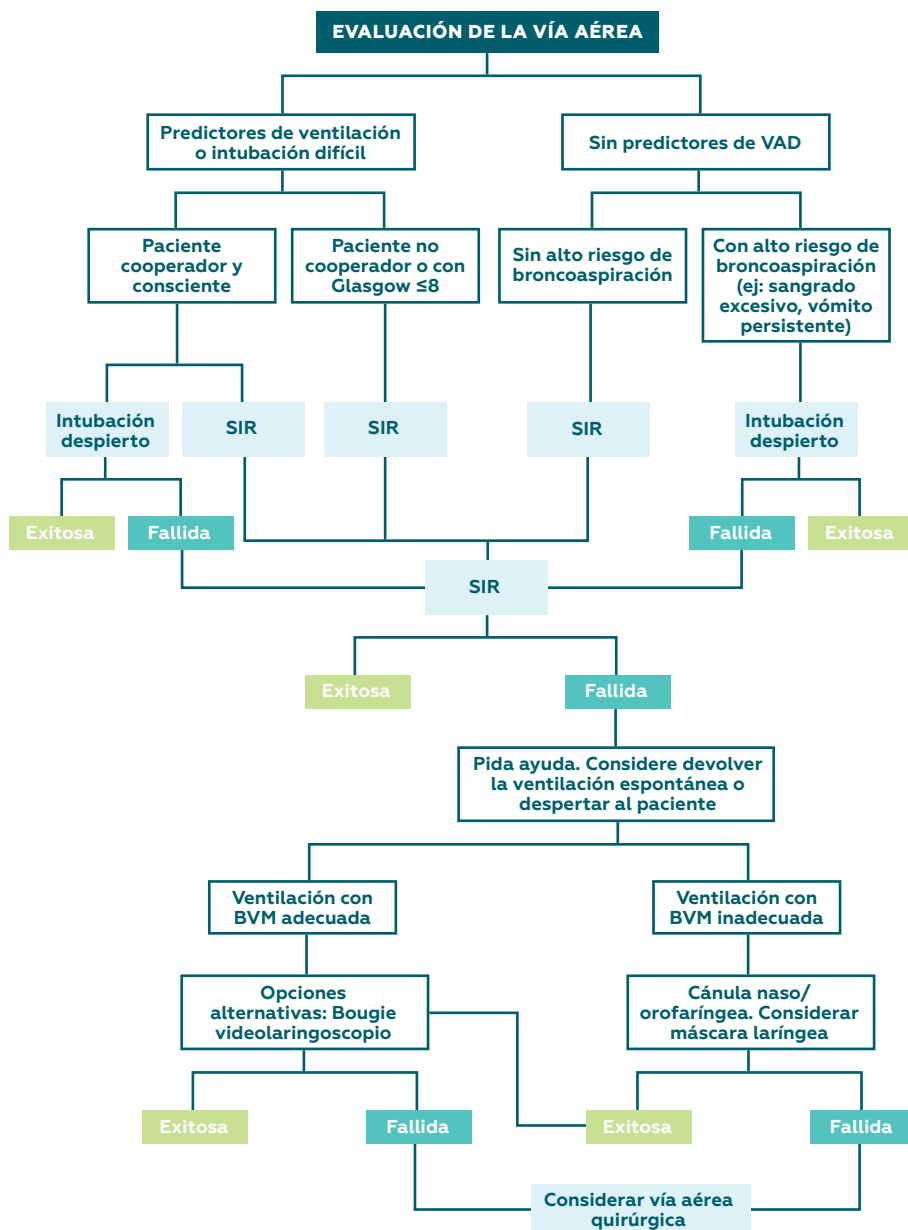 EVALUACIÓN DE LA VÍA AÉREA
Predictores de ventilación
o intubación difícil
Sin predictores de VAD
Paciente
cooperador y
consciente
Paciente no
cooperador o con
Glasgow ≤8
Sin alto riesgo de
broncoaspiración
Con alto riesgo de
broncoaspiración
(ej: sangrado
excesivo, vómito
persistente)
Intubación
despierto
SIR
SIR
SIR
Intubación
despierto
Exitosa
Fallida
Fallida
Exitosa
SIR
Exitosa
Fallida
Pida ayuda. Considere devolver
la ventilación espontánea o
despertar al paciente
Ventilación con
BVM adecuada
Ventilación con
BVM inadecuada
Opciones
alternativas: Bougie
videolaringoscopio
Cánula naso/
orofaríngea. Considerar
máscara laríngea
Exitosa
Fallida
Exitosa
Fallida
Considerar vía aérea
quirúrgica